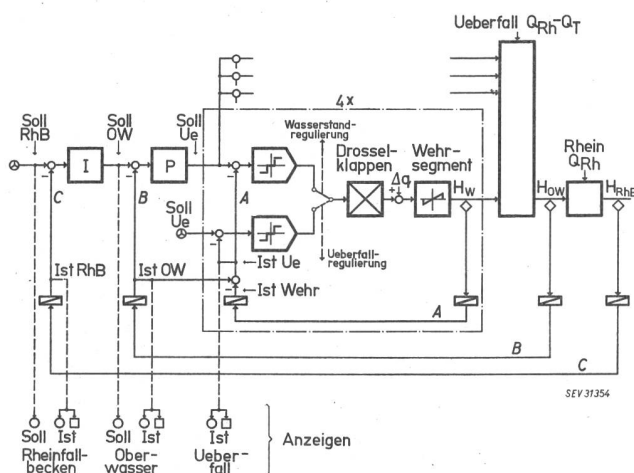 Ueberfall Q_Rh-Q_T
4x
Soll
RhB
Soll
OW
Soll
Ue
Wasserstand-
regulierung
Drossel-
klappen
Wehr-
segment
Rhein
Q_Rh
Δq
H_W
H_OW
H_RhB
I
P
C
B
A
Soll
Ue
Ueberfall-
regulierung
Ist Ue
Ist RhB
Ist OW
Ist Wehr
A
B
C
SEV 31354
Soll Ist
Soll Ist
Ist
Rheinfall-
becken
Ober-
wasser
Ueber-
fall
Anzeigen